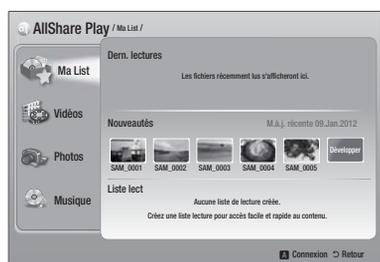 AllShare Play / Ma List /
Ma List
Vidéos
Photos
Musique
Dern. lectures
Les fichiers récemment lus s'afficheront ici.
Nouveautés M.à.j. récente 09.Jan.2012
SAM_0001 SAM_0002 SAM_0003 SAM_0004 SAM_0005 Développer
Liste lect
Aucune liste de lecture créée.
Créez une liste lecture pour accès facile et rapide au contenu.
A Connexion Retour